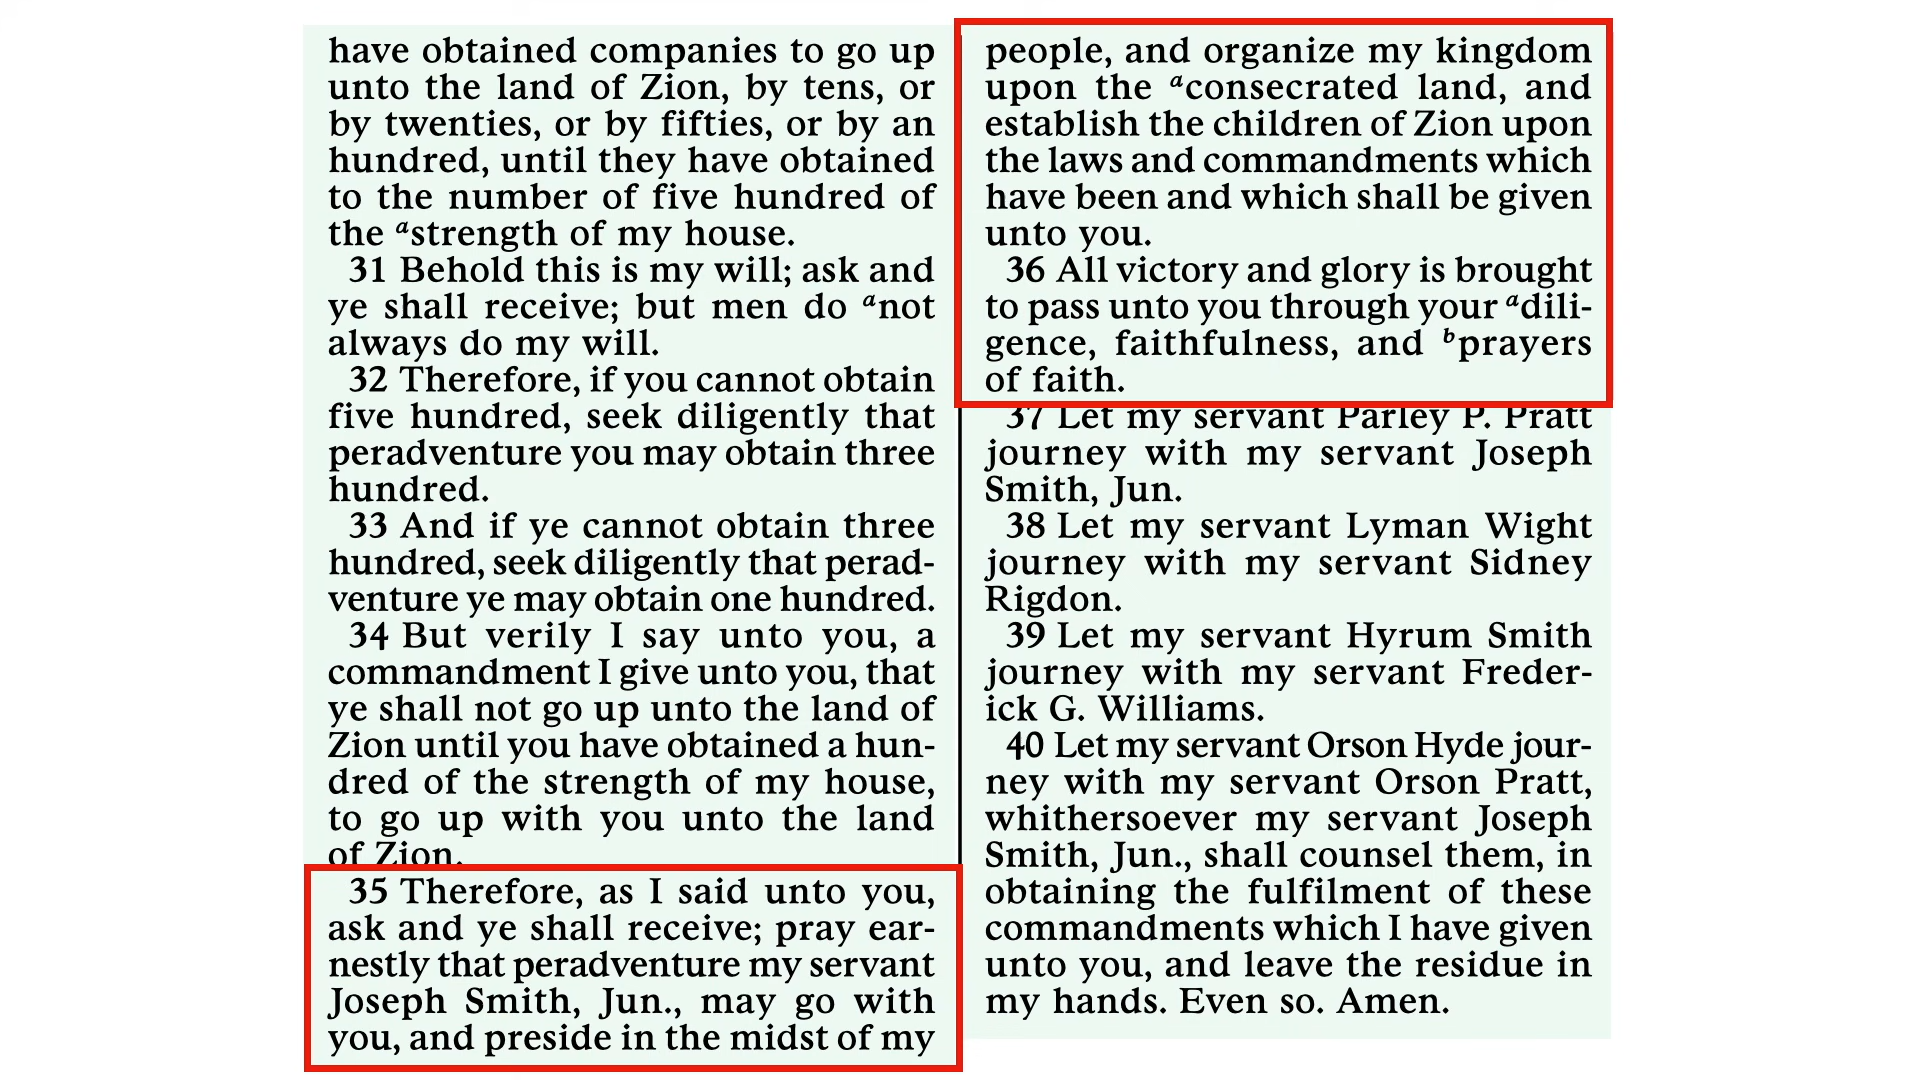 have obtained companies to go up
unto the land of Zion, by tens, or
by twenties, or by fifties, or by an
hundred, until they have obtained
to the number of five hundred of
the astrength of my house.
31 Behold this is my will; ask and
ye shall receive; but men do anot
always do my will.
32 Therefore, if you cannot obtain
five hundred, seek diligently that
peradventure you may obtain three
hundred.
33 And if ye cannot obtain three
hundred, seek diligently that perad-
venture ye may obtain one hundred.
34 But verily I say unto you, a
commandment I give unto you, that
ye shall not go up unto the land of
Zion until you have obtained a hun-
dred of the strength of my house,
to go up with you unto the land
of Zion.
35 Therefore, as I said unto you,
ask and ye shall receive; pray ear-
nestly that peradventure my servant
Joseph Smith, Jun., may go with
you, and preside in the midst of my
people, and organize my kingdom
upon the aconsecrated land, and
establish the children of Zion upon
the laws and commandments which
have been and which shall be given
unto you.
36 All victory and glory is brought
to pass unto you through your adili-
gence, faithfulness, and bprayers
of faith.
37 Let my servant Parley P. Pratt
journey with my servant Joseph
Smith, Jun.
38 Let my servant Lyman Wight
journey with my servant Sidney
Rigdon.
39 Let my servant Hyrum Smith
journey with my servant Freder-
ick G. Williams.
40 Let my servant Orson Hyde jour-
ney with my servant Orson Pratt,
whithersoever my servant Joseph
Smith, Jun., shall counsel them, in
obtaining the fulfilment of these
commandments which I have given
unto you, and leave the residue in
my hands. Even so. Amen.